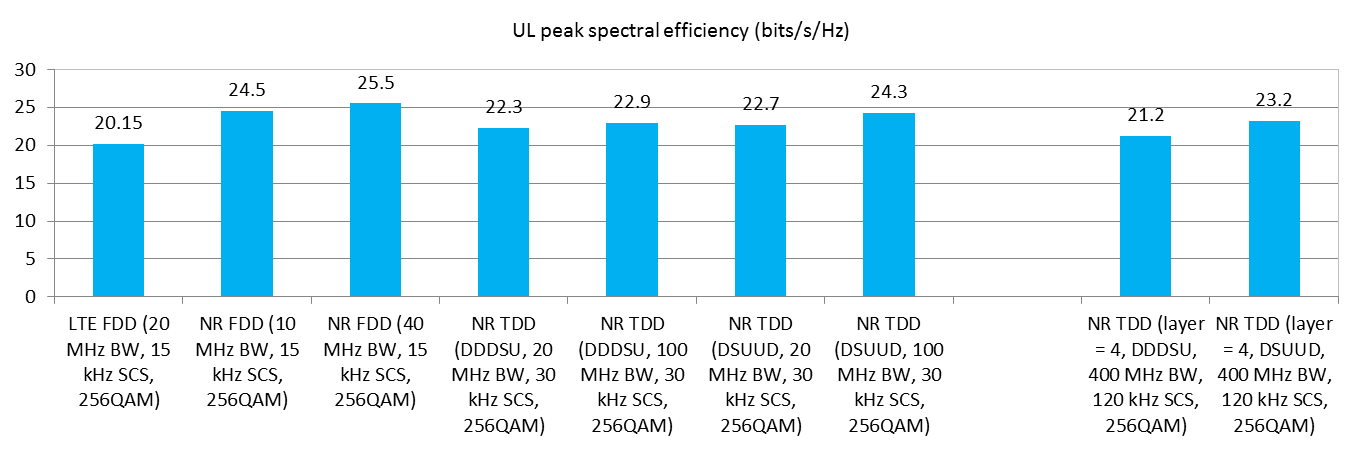 UL peak spectral efficiency (bits/s/Hz)
30
25
20
15
10
5
0
20.15
24.5
25.5
22.3
22.9
22.7
24.3
21.2
23.2
LTE FDD (20
MHz BW, 15
kHz SCS,
256QAM)
NR FDD (10
MHz BW, 15
kHz SCS,
256QAM)
NR FDD (40
MHz BW, 15
kHz SCS,
256QAM)
NR TDD
(DDDSU, 20
MHz BW, 30
kHz SCS,
256QAM)
NR TDD
(DDDSU, 100
MHz BW, 30
kHz SCS,
256QAM)
NR TDD
(DSUUD, 20
MHz BW, 30
kHz SCS,
256QAM)
NR TDD
(DSUUD, 100
MHz BW, 30
kHz SCS,
256QAM)
NR TDD (layer
= 4, DDDSU,
400 MHz BW,
120 kHz SCS,
256QAM)
NR TDD (layer
= 4, DSUUD,
400 MHz BW,
120 kHz SCS,
256QAM)